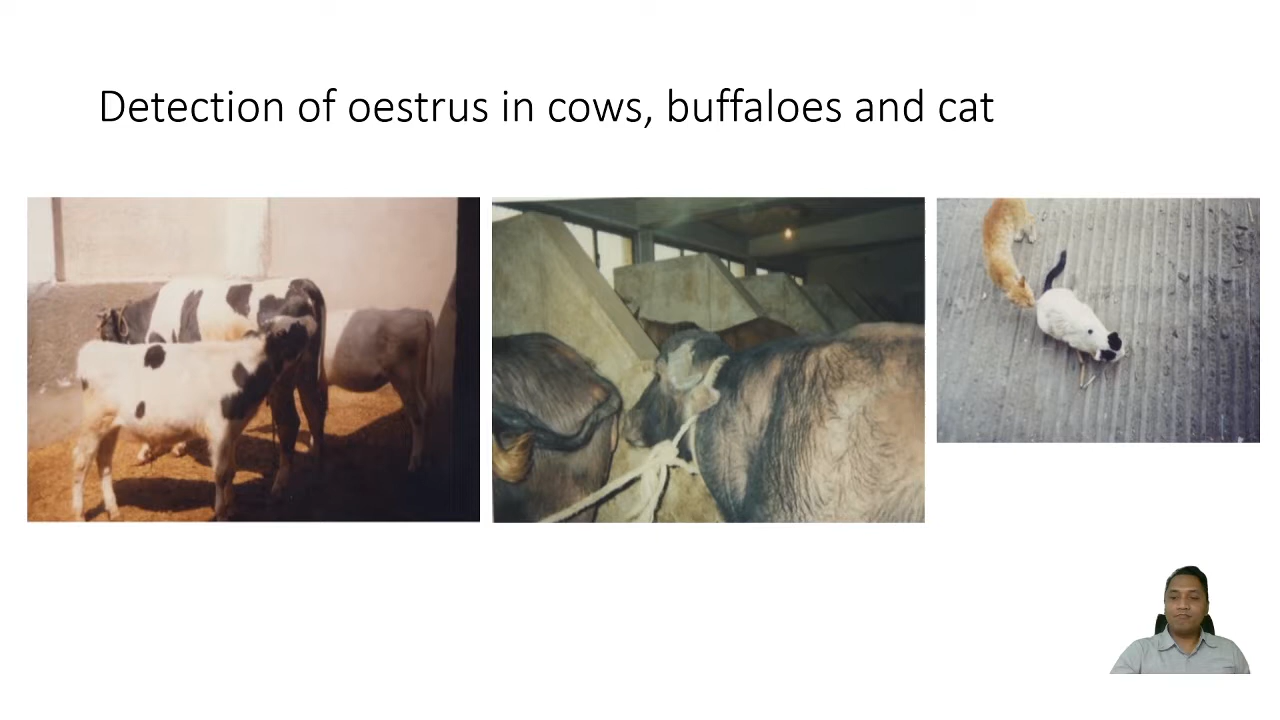 Detection of oestrus in cows, buffaloes and cat